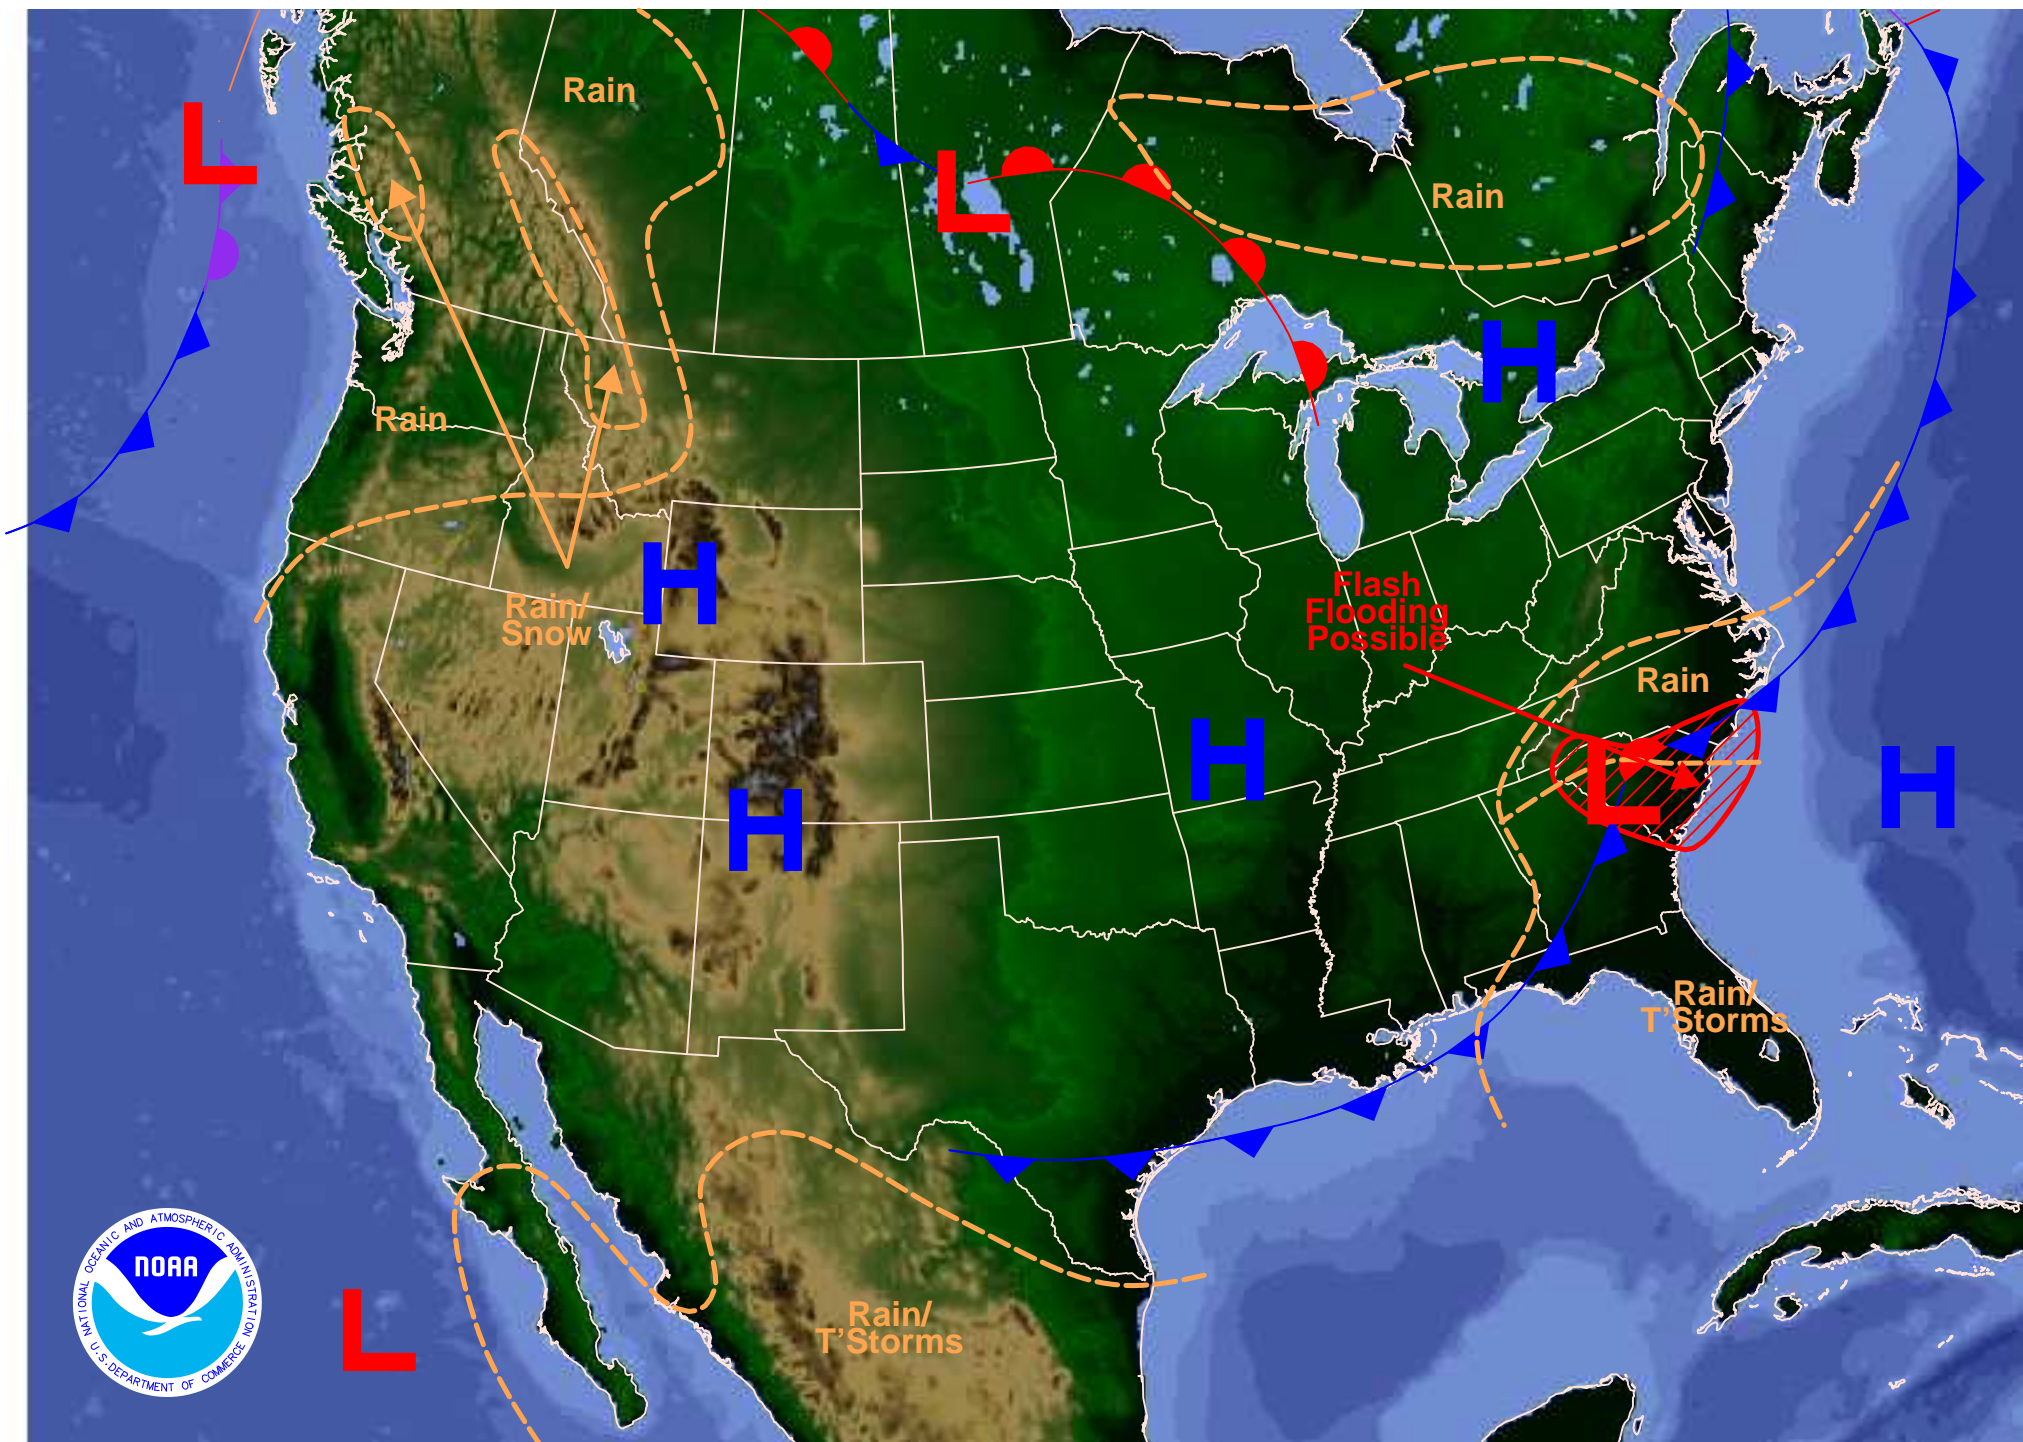 Rain
L
L
Rain
H
Rain
Flash
Flooding
Possible
H
Rain/
Snow
Rain
H
L
H
H
Rain/
T'Storms
NATIONAL OCEANIC AND ATMOSPHERIC ADMINISTRATION
NOAA
U.S. DEPARTMENT OF COMMERCE
L
Rain/
T'Storms